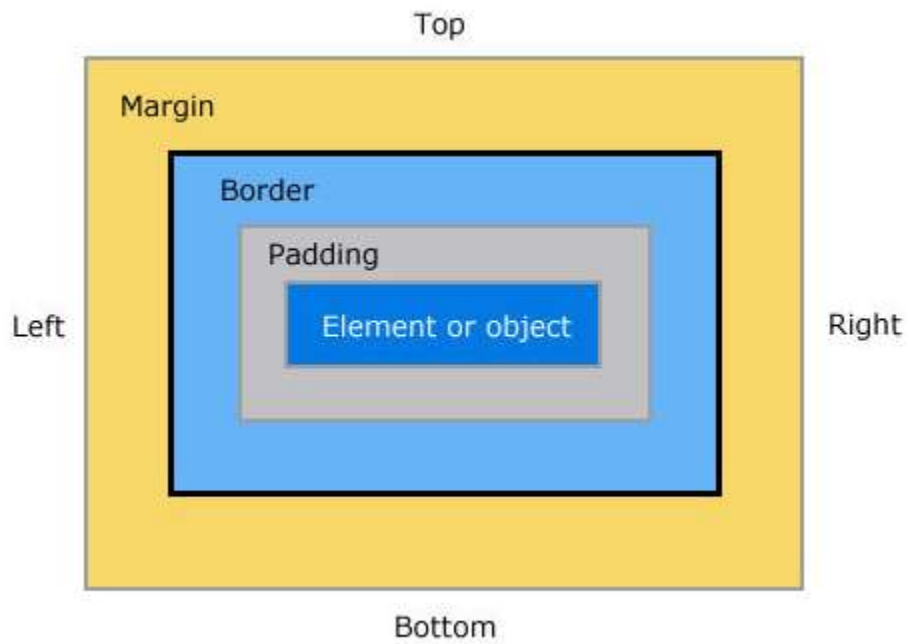 Top
Margin
Border
Padding
Element or object
Left
Right
Bottom